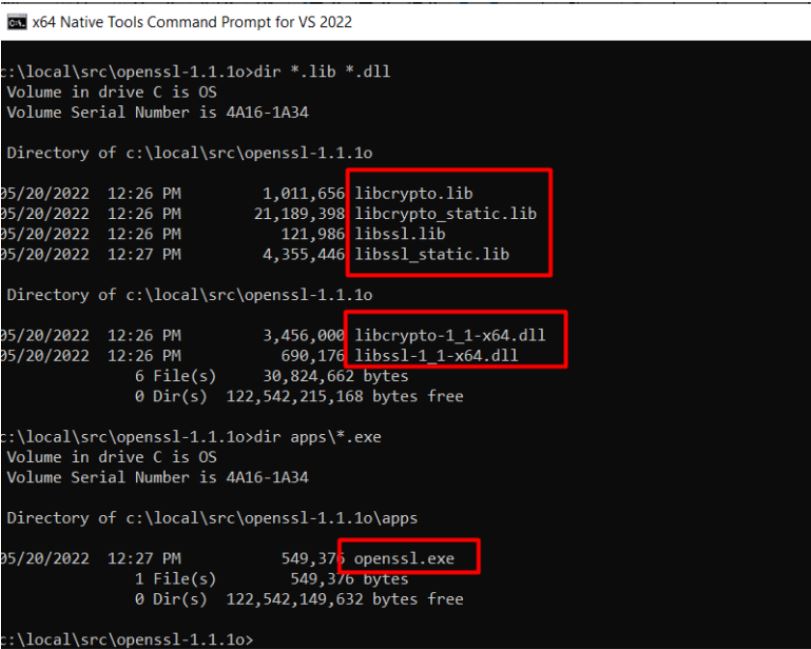 x64 Native Tools Command Prompt for VS 2022
c:\local\src\openssl-1.1.1o>dir *.lib *.dll
Volume in drive C is OS
Volume Serial Number is 4A16-1A34
Directory of c:\local\src\openssl-1.1.1o
05/20/2022  12:26 PM         1,011,656 libcrypto.lib
05/20/2022  12:26 PM        21,189,398 libcrypto_static.lib
05/20/2022  12:26 PM           121,986 libssl.lib
05/20/2022  12:27 PM         4,355,446 libssl_static.lib
Directory of c:\local\src\openssl-1.1.1o
05/20/2022  12:26 PM         3,456,000 libcrypto-1_1-x64.dll
05/20/2022  12:26 PM           690,176 libssl-1_1-x64.dll
6 File(s)     30,824,662 bytes
0 Dir(s)  122,542,215,168 bytes free
c:\local\src\openssl-1.1.1o>dir apps\*.exe
Volume in drive C is OS
Volume Serial Number is 4A16-1A34
Directory of c:\local\src\openssl-1.1.1o\apps
05/20/2022  12:27 PM           549,376 openssl.exe
1 File(s)        549,376 bytes
0 Dir(s)  122,542,149,632 bytes free
c:\local\src\openssl-1.1.1o>